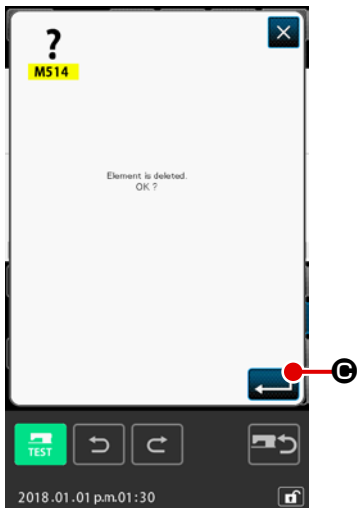 ?
M514
Element is deleted.
OK ?
C
TEST
2018.01.01 p.m.01:30